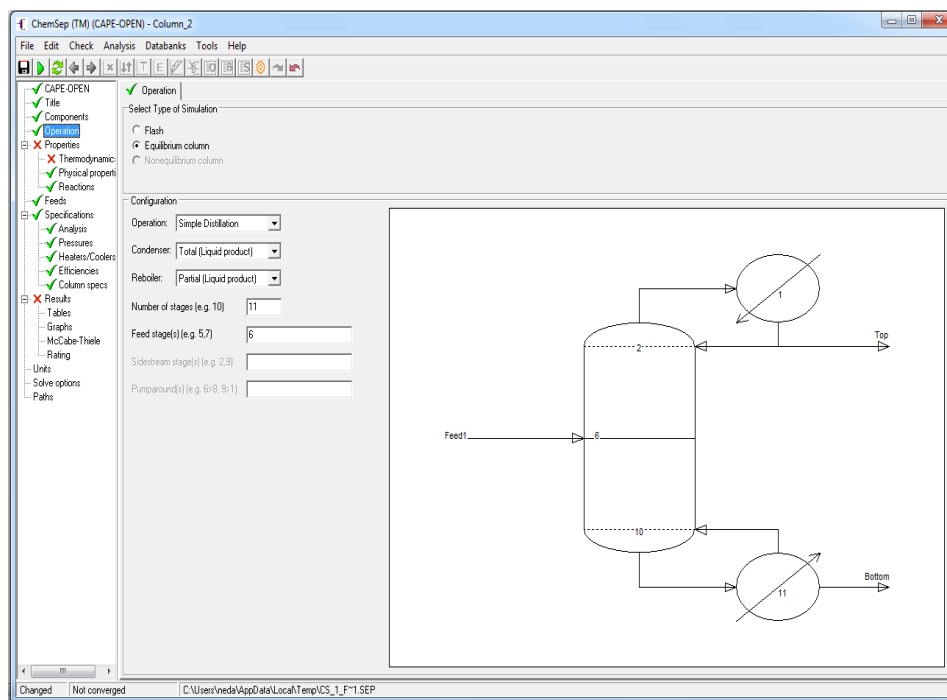 ChemSep (TM) (CAPE-OPEN) - Column_2
File Edit Check Analysis Databanks Tools Help
CAPE-OPEN
Title
Components
Operation
Properties
Thermodynamic
Physical properti
Reactions
Feeds
Specifications
Analysis
Pressures
Heaters/Coolers
Efficiencies
Column specs
Results
Tables
Graphs
McCabe-Thiele
Rating
Units
Solve options
Paths
Operation
Select Type of Simulation
Flash
Equilibrium column
Nonequilibrium column
Configuration
Operation: Simple Distillation
Condenser: Total (Liquid product)
Reboiler: Partial (Liquid product)
Number of stages (e.g. 10) 11
Feed stage(s) (e.g. 5,7) 6
Sidestream stage(s) (e.g. 2,9)
Pumparound(s) (e.g. 6>8, 9>1)
1
Top
2
Feed1
6
10
Bottom
11
Changed Not converged C:\Users\neda\AppData\Local\Temp\CS_1_F~1.SEP